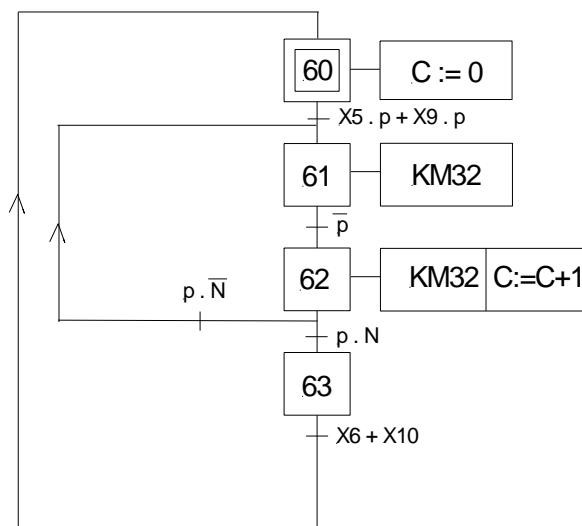 60
C := 0
X5 . p + X9 . p
61
KM32
p̅
62
KM32
C:=C+1
p . N̅
p . N
63
X6 + X10